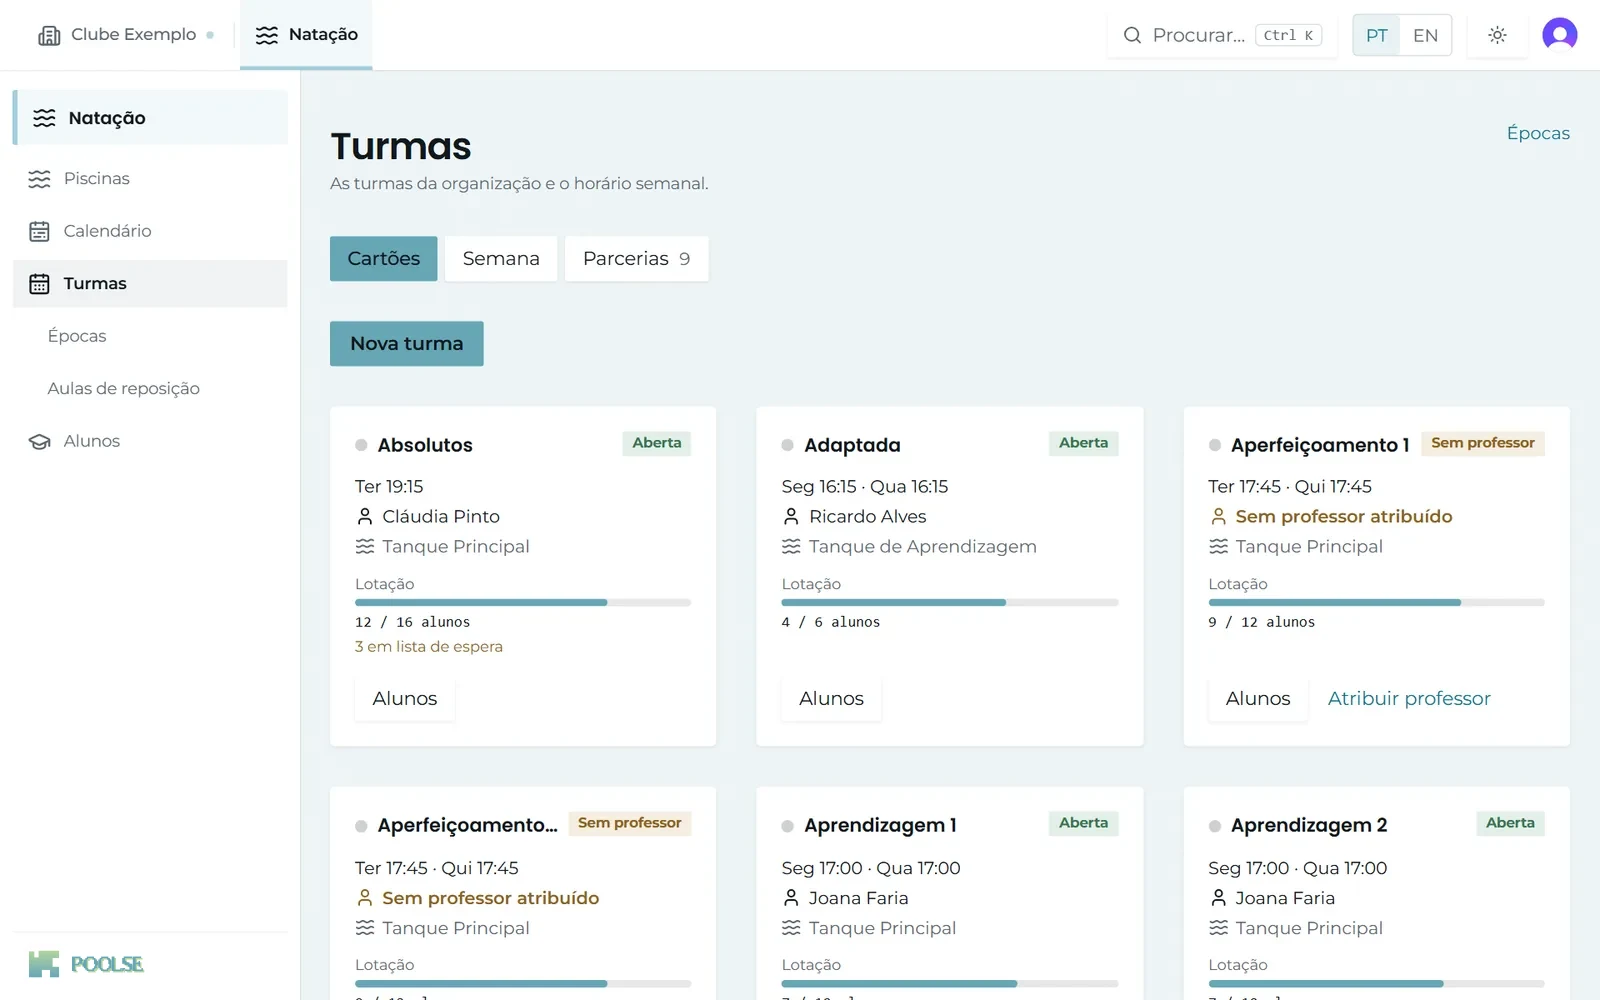 Clube Exemplo
Natação
Procurar...
Ctrl K
PT
EN
Natação
Piscinas
Calendário
Turmas
Épocas
Aulas de reposição
Alunos
POOLSE
Turmas
Épocas
As turmas da organização e o horário semanal.
Cartões
Semana
Parcerias 9
Nova turma
Absolutos
Aberta
Ter 19:15
Cláudia Pinto
Tanque Principal
Lotação
12 / 16 alunos
3 em lista de espera
Alunos
Adaptada
Aberta
Seg 16:15 · Qua 16:15
Ricardo Alves
Tanque de Aprendizagem
Lotação
4 / 6 alunos
Alunos
Aperfeiçoamento 1
Sem professor
Ter 17:45 · Qui 17:45
Sem professor atribuído
Tanque Principal
Lotação
9 / 12 alunos
Alunos
Atribuir professor
Aperfeiçoamento...
Sem professor
Ter 17:45 · Qui 17:45
Sem professor atribuído
Tanque Principal
Lotação
Aprendizagem 1
Aberta
Seg 17:00 · Qua 17:00
Joana Faria
Tanque Principal
Lotação
Aprendizagem 2
Aberta
Seg 17:00 · Qua 17:00
Joana Faria
Tanque Principal
Lotação